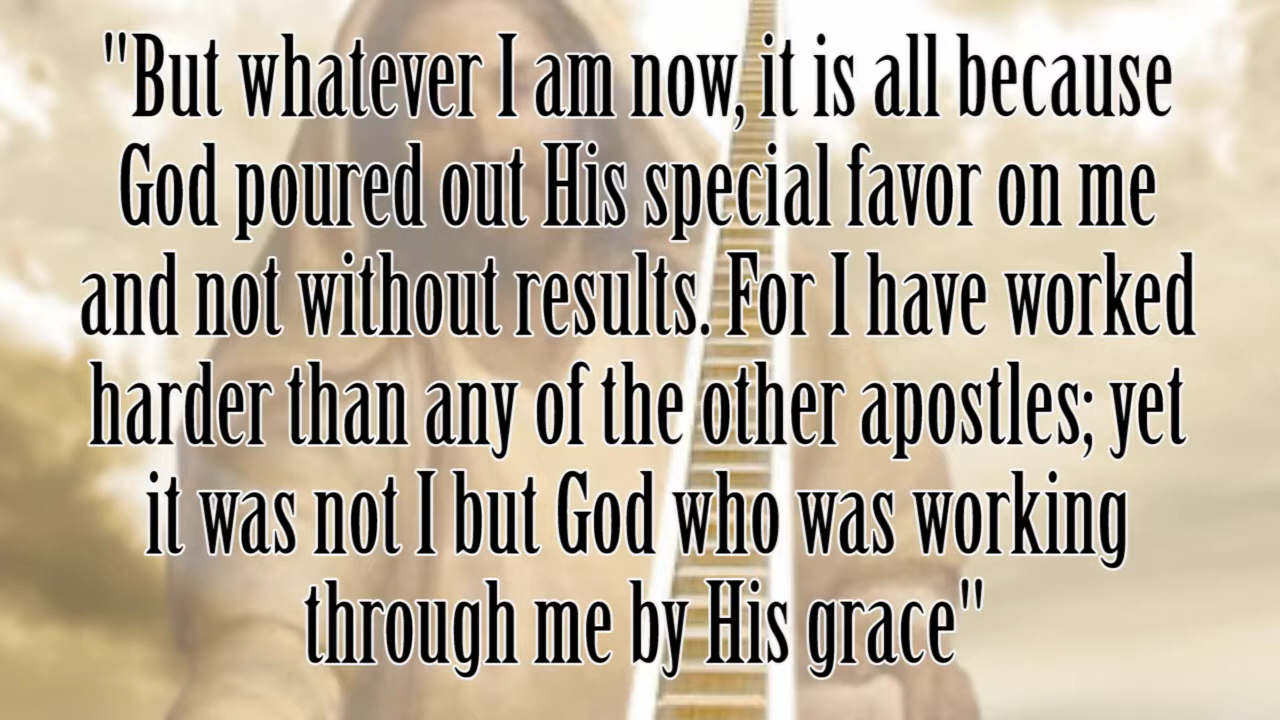 "But whatever I am now, it is all because
God poured out His special favor on me
and not without results. For I have worked
harder than any of the other apostles; yet
it was not I but God who was working
through me by His grace"